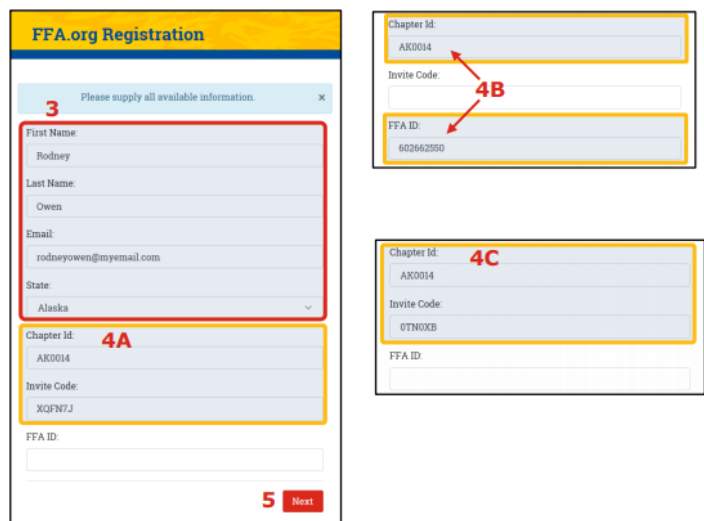 FFA.org Registration
Please supply all available information. ×
3
First Name:
Rodney
Last Name:
Owen
Email:
rodneyowen@myemail.com
State:
Alaska
Chapter Id:
4A
AK0014
Invite Code:
XQFN7J
FFA ID:
5 Next
Chapter Id:
AK0014
Invite Code:
4B
FFA ID:
602662550
Chapter Id:
4C
AK0014
Invite Code:
0TN0XB
FFA ID: